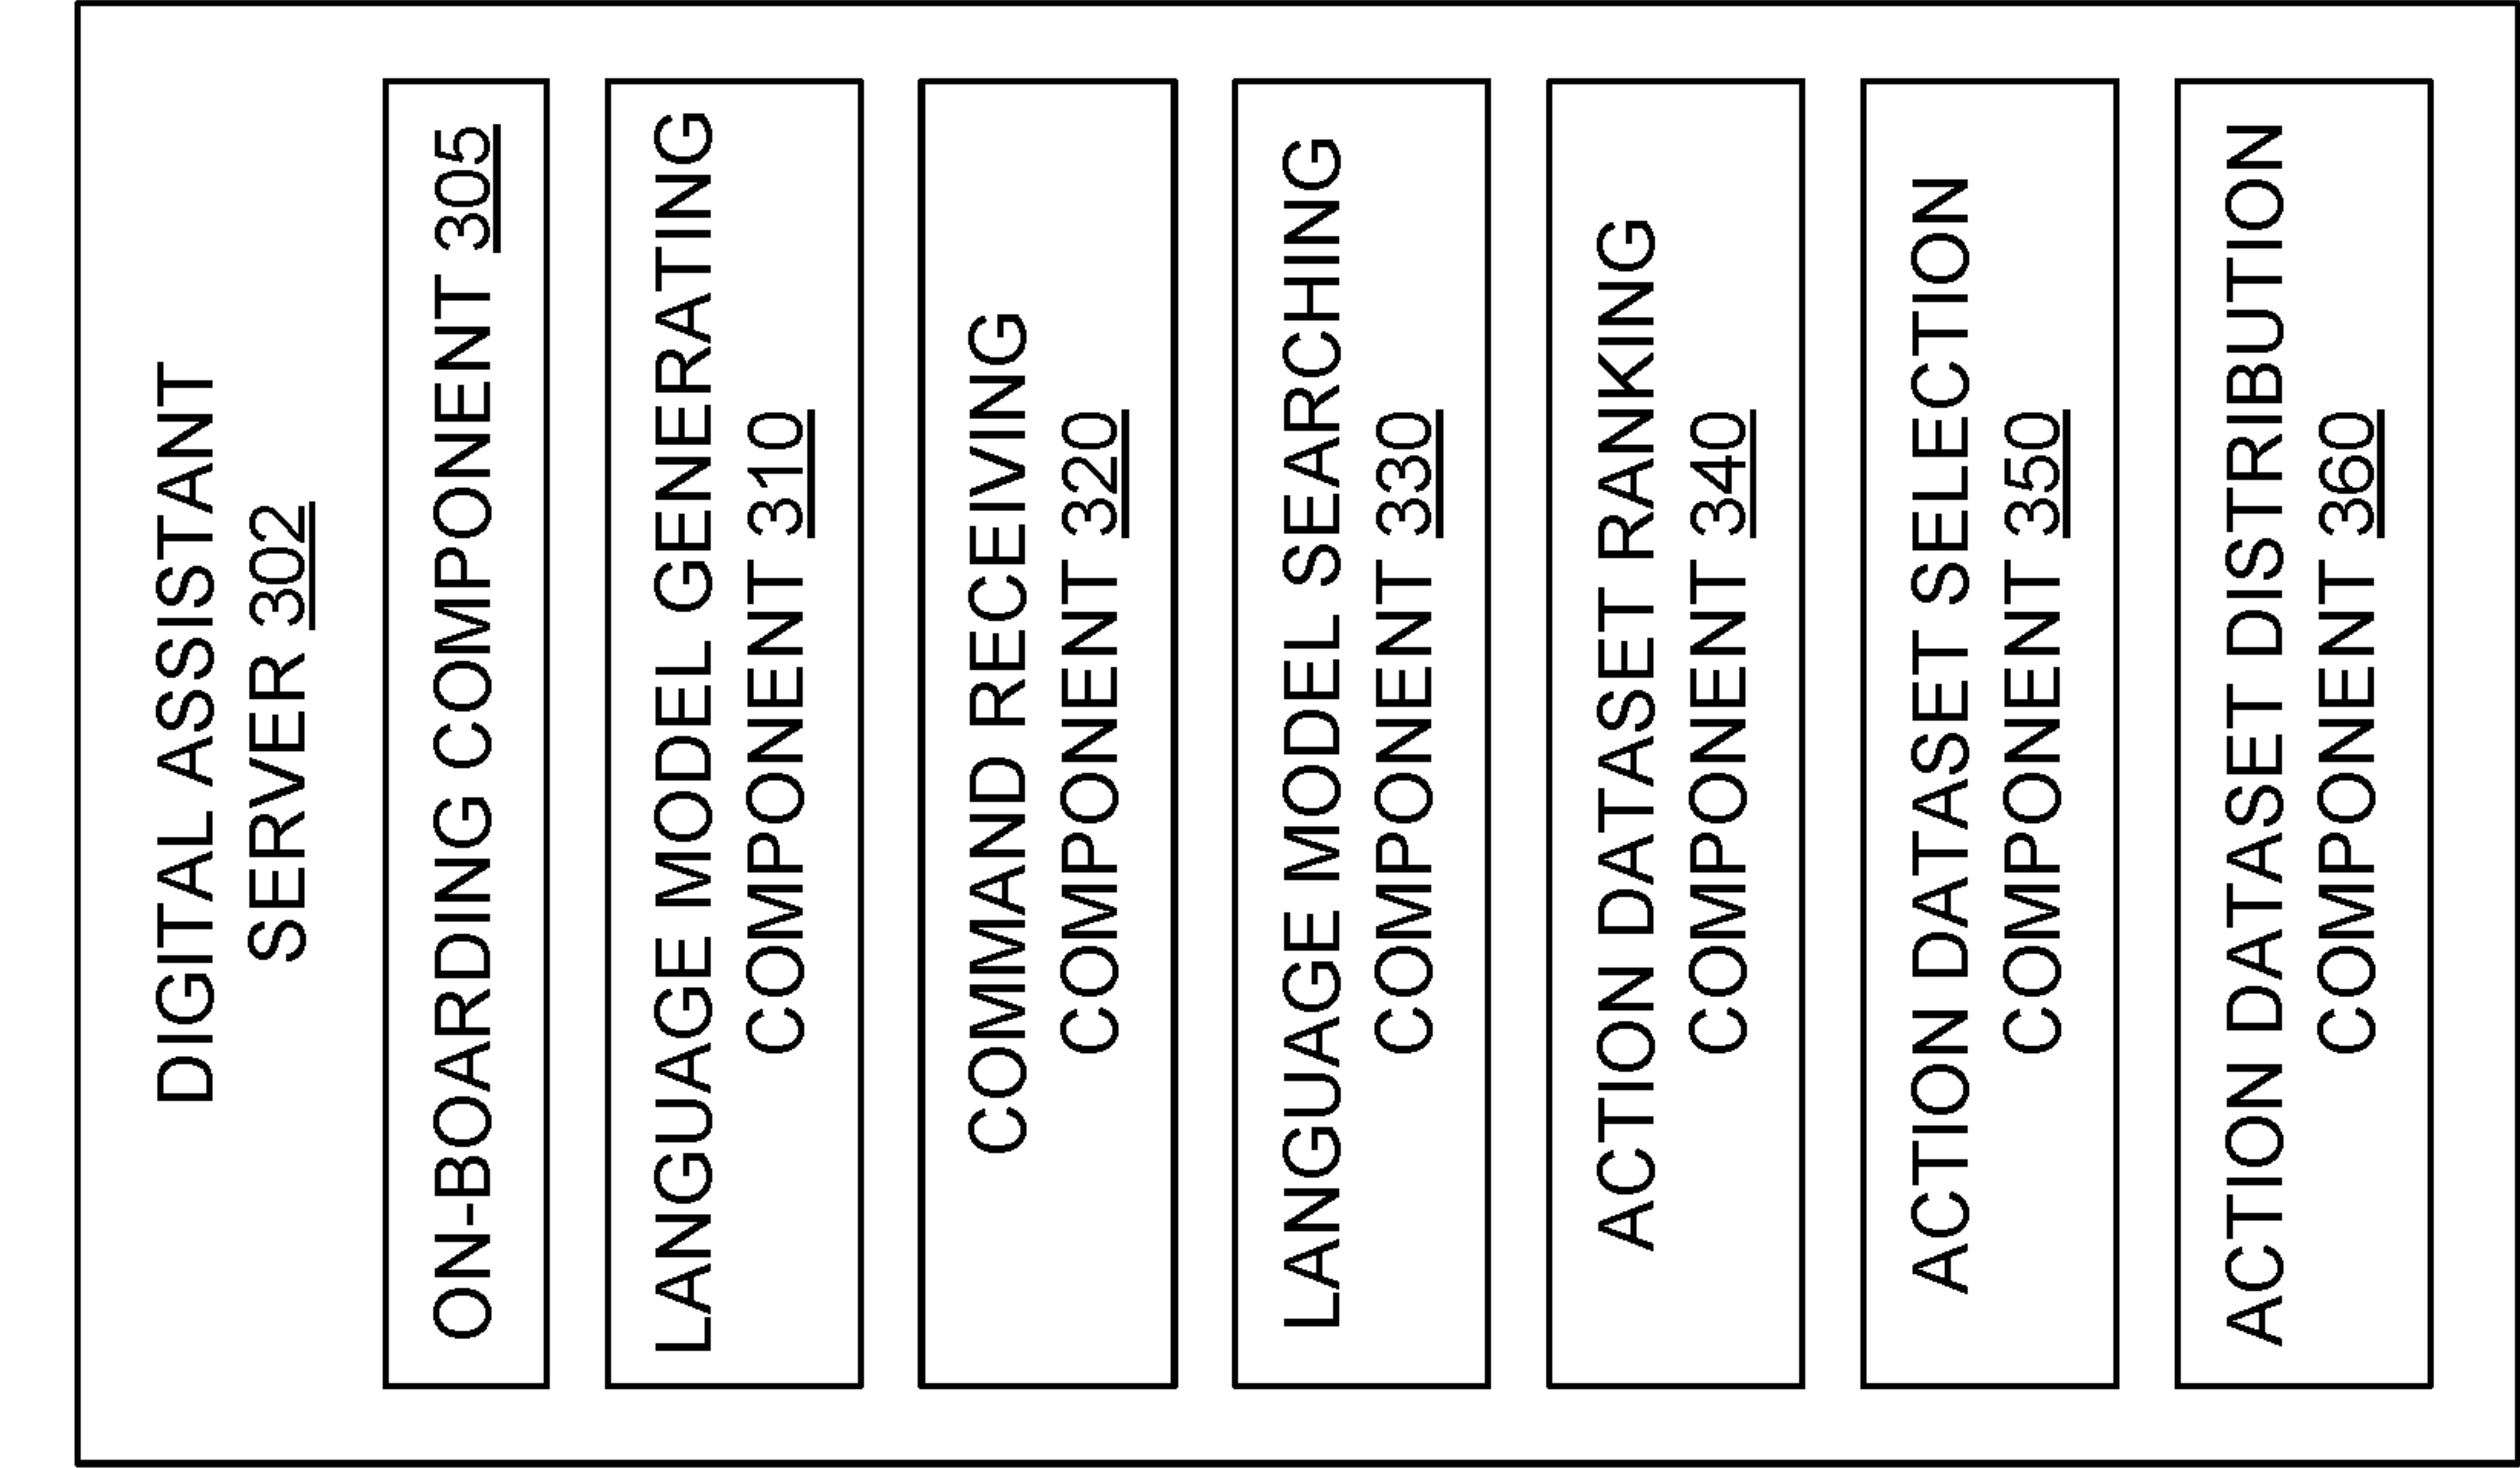 DIGITAL ASSISTANT
SERVER 302
ON-BOARDING COMPONENT 305
LANGUAGE MODEL GENERATING
COMPONENT 310
COMMAND RECEIVING
COMPONENT 320
LANGUAGE MODEL SEARCHING
COMPONENT 330
ACTION DATASET RANKING
COMPONENT 340
ACTION DATASET SELECTION
COMPONENT 350
ACTION DATASET DISTRIBUTION
COMPONENT 360